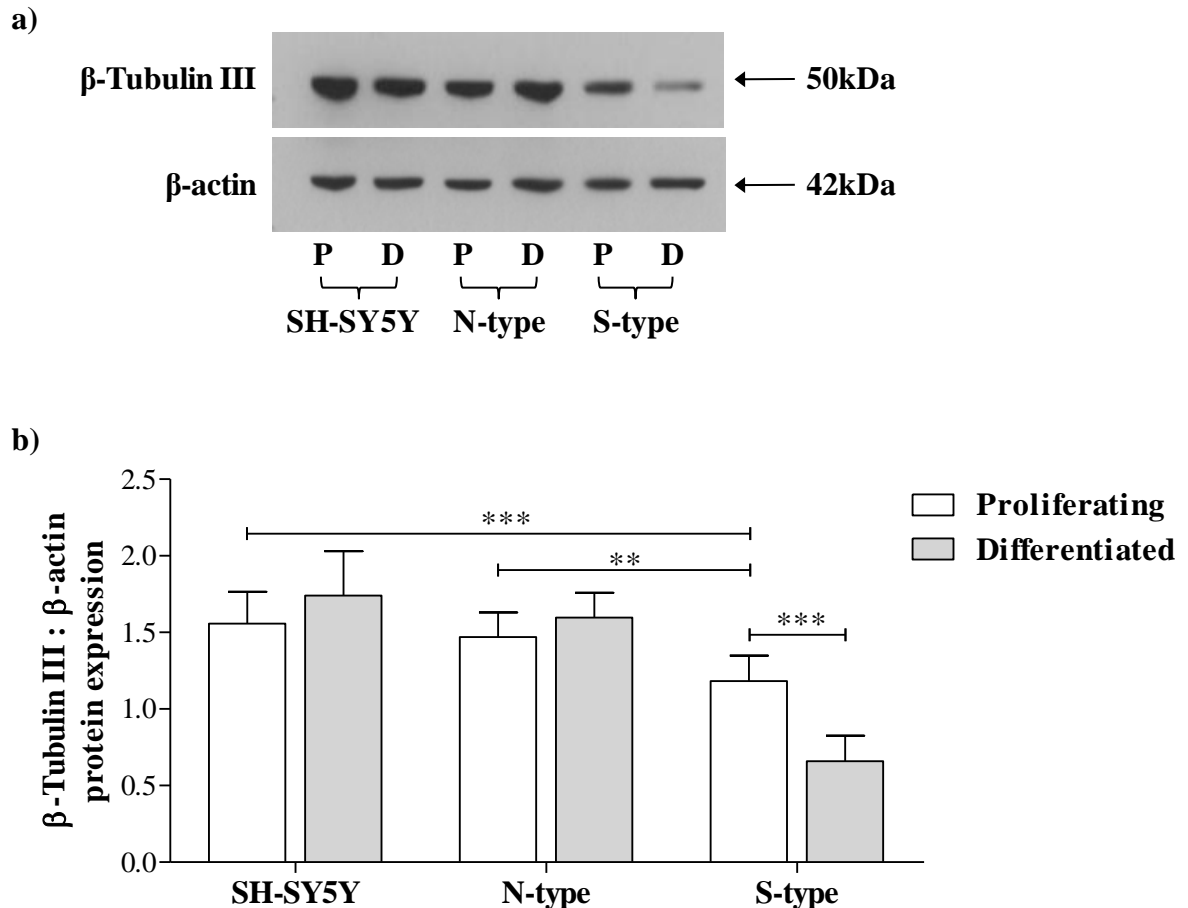 a)
β-Tubulin III
50kDa
β-actin
42kDa
P D P D P D
SH-SY5Y N-type S-type
b)
β-Tubulin III : β-actin
protein expression
2.5
2.0
1.5
1.0
0.5
0.0
***
**
***
Proliferating
Differentiated
SH-SY5Y N-type S-type